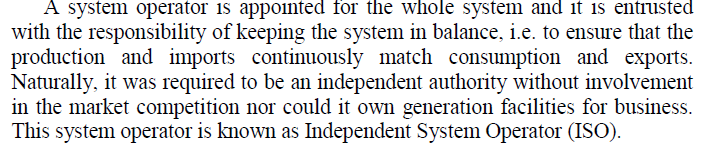 A system operator is appointed for the whole system and it is entrusted
with the responsibility of keeping the system in balance, i.e. to ensure that the
production and imports continuously match consumption and exports.
Naturally, it was required to be an independent authority without involvement
in the market competition nor could it own generation facilities for business.
This system operator is known as Independent System Operator (ISO).